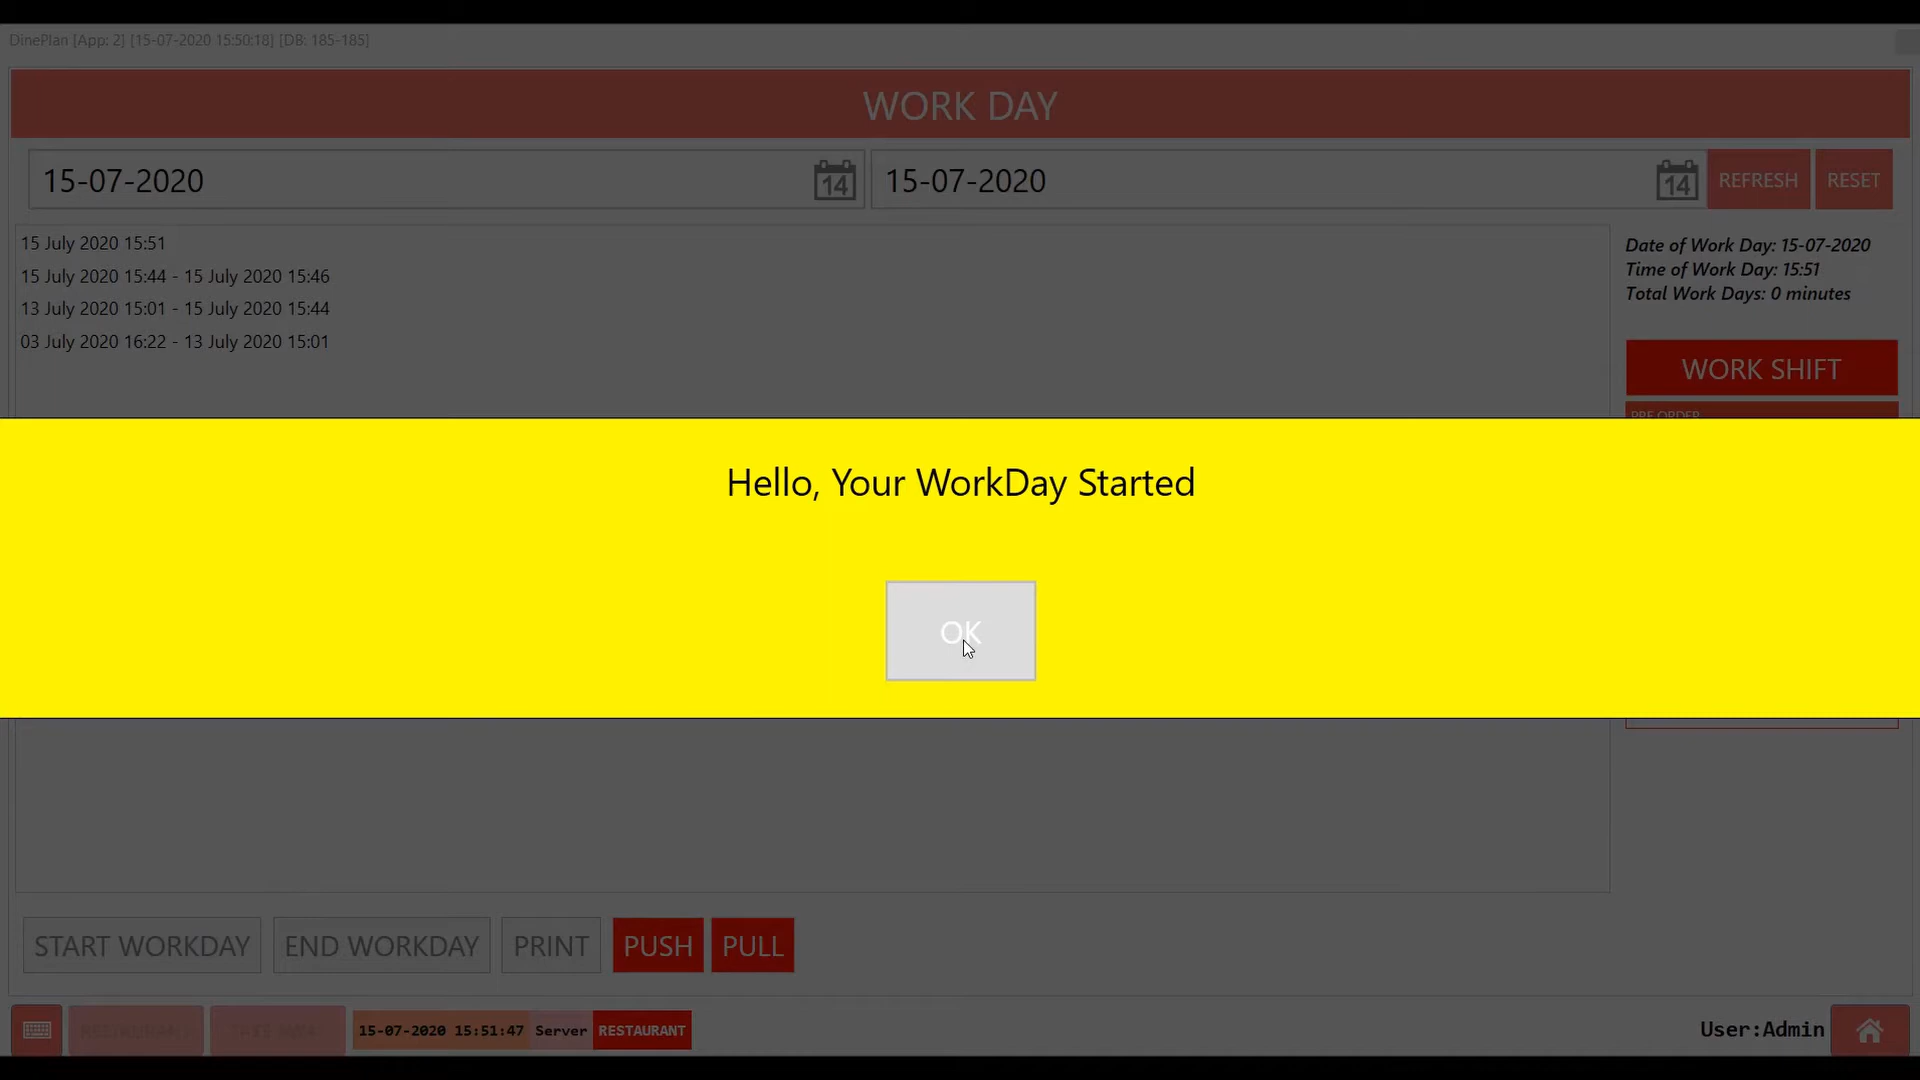 DinePlan [App: 2] [15-07-2020 15:50:18] [DB: 185-185]
WORK DAY
15-07-2020
14
15-07-2020
14
REFRESH
RESET
15 July 2020 15:51
15 July 2020 15:44 - 15 July 2020 15:46
13 July 2020 15:01 - 15 July 2020 15:44
03 July 2020 16:22 - 13 July 2020 15:01
Date of Work Day: 15-07-2020
Time of Work Day: 15:51
Total Work Days: 0 minutes
WORK SHIFT
PRE ORDER
Hello, Your WorkDay Started
OK
START WORKDAY
END WORKDAY
PRINT
PUSH
PULL
RESTAURANT
15-07-2020 15:51:47
Server
RESTAURANT
User:Admin